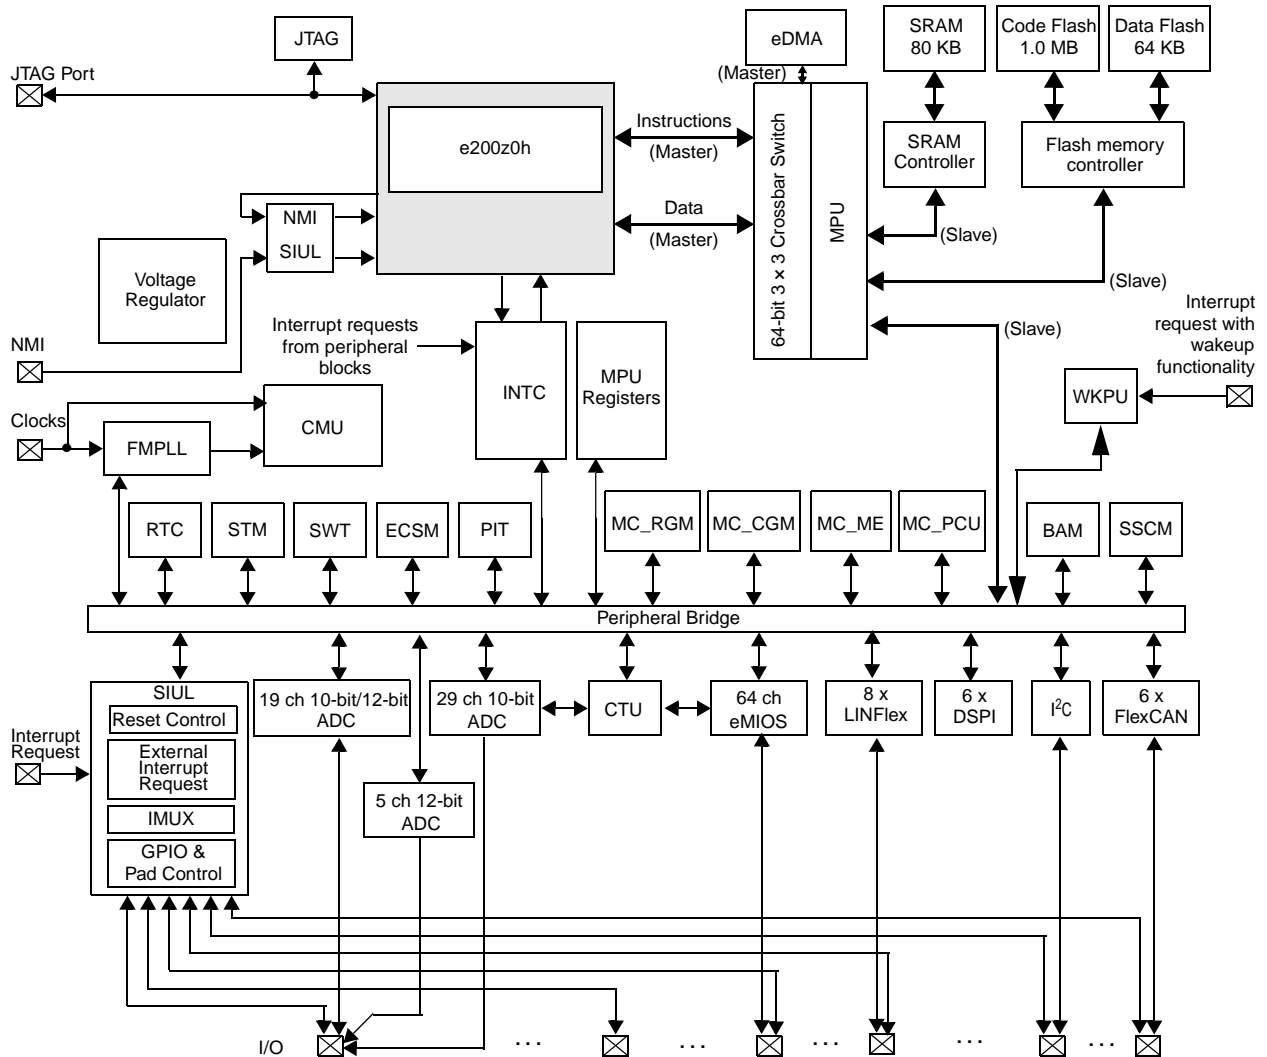 JTAG
eDMA
SRAM
80 KB
Code Flash
1.0 MB
Data Flash
64 KB
JTAG Port
(Master)
e200z0h
Instructions
(Master)
64-bit 3 × 3 Crossbar Switch
MPU
SRAM
Controller
Flash memory
controller
NMI
SIUL
Data
(Master)
(Slave)
(Slave)
(Slave)
Voltage
Regulator
Interrupt
request with
wakeup
functionality
NMI
Interrupt requests
from peripheral
blocks
INTC
MPU
Registers
WKPU
Clocks
FMPLL
CMU
RTC
STM
SWT
ECSM
PIT
MC_RGM
MC_CGM
MC_ME
MC_PCU
BAM
SSCM
Peripheral Bridge
SIUL
Reset Control
External
Interrupt
Request
IMUX
GPIO &
Pad Control
19 ch 10-bit/12-bit
ADC
29 ch 10-bit
ADC
CTU
64 ch
eMIOS
8 x
LINFlex
6 x
DSPI
I²C
6 x
FlexCAN
Interrupt
Request
5 ch 12-bit
ADC
I/O
... ... ... ... ...